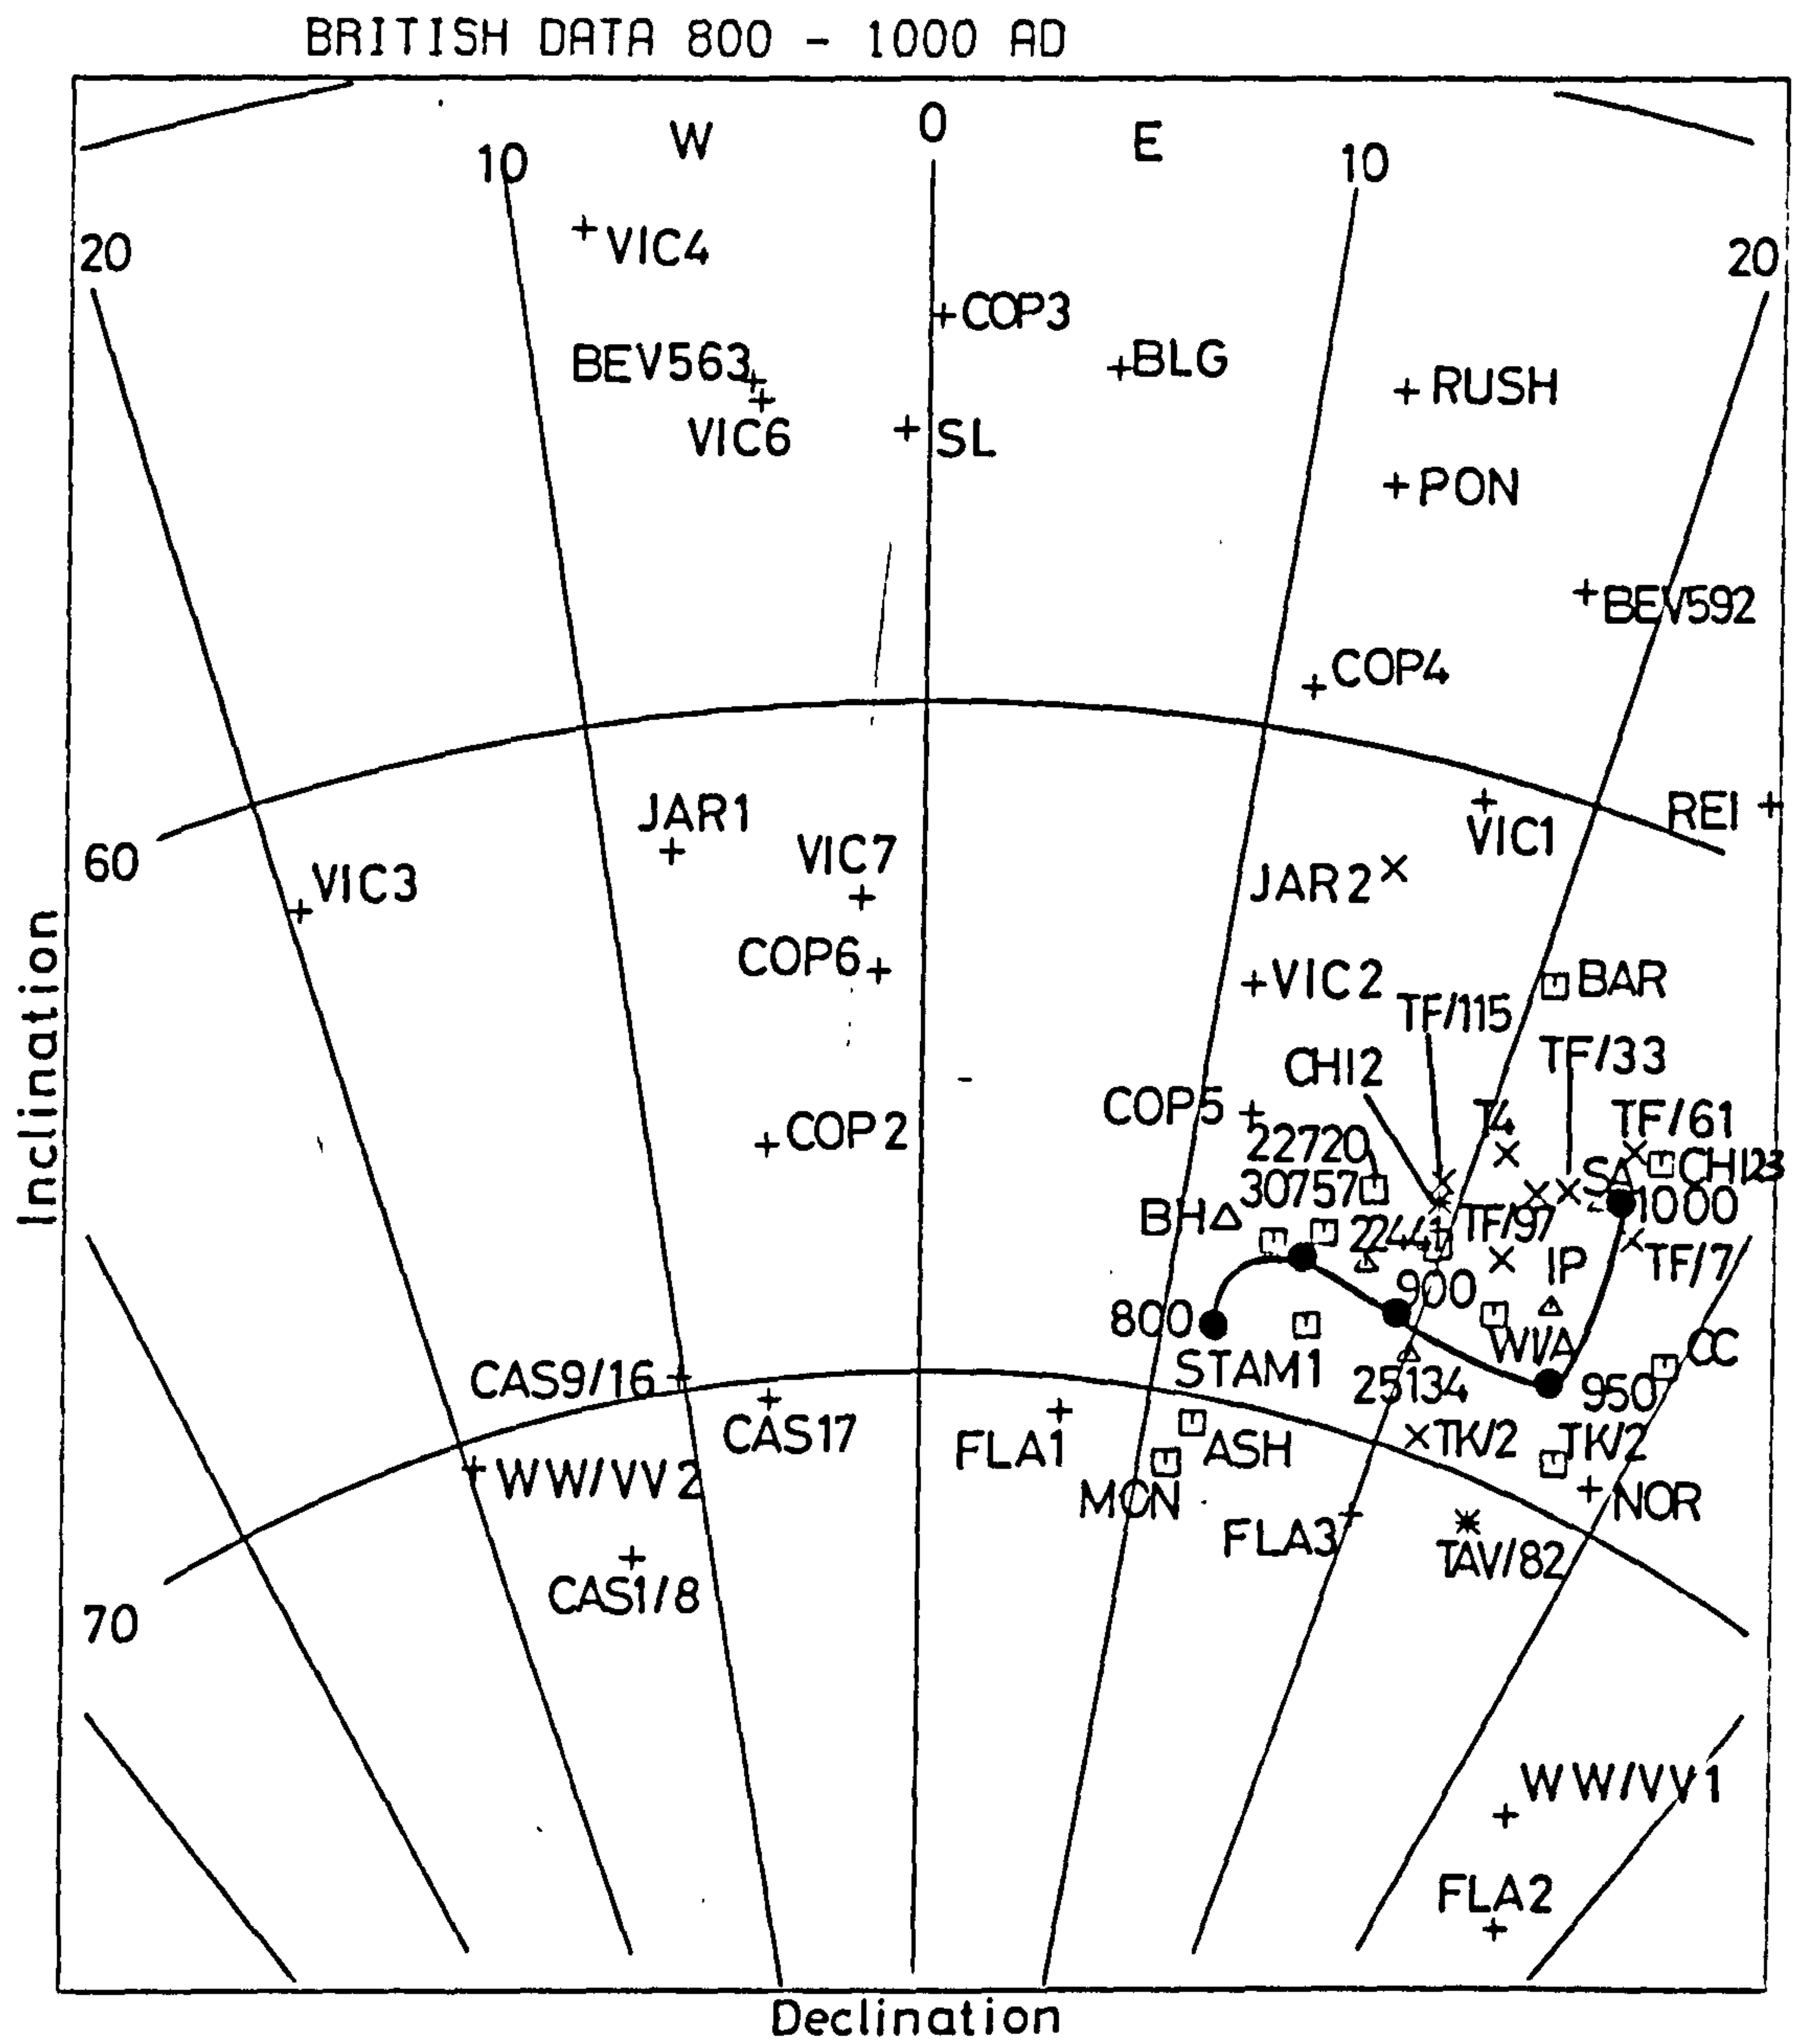 BRITISH DATA 800 - 1000 AD
0
W
E
10
10
20
20
VIC4
COP3
BEV563
BLG
RUSH
VIC6
SL
PON
BEV592
COP4
JAR1
VIC1
REI
60
VIC7
VIC3
JAR2
COP6
VIC2
BAR
TF/115
TF/33
CHI2
COP5
T4
TF/61
COP2
22720
SA
CHI23
30757
BH
1000
22441
TF/97
IP
TF/7
900
800
WI/A
CC
STAM1
25134
950
CAS9/16
CAS17
FLA1
ASH
TK/2
TK/2
WW/VV2
MCN
NOR
FLA3
TAV/82
CAS1/8
70
WW/VV1
FLA2
Inclination
Declination